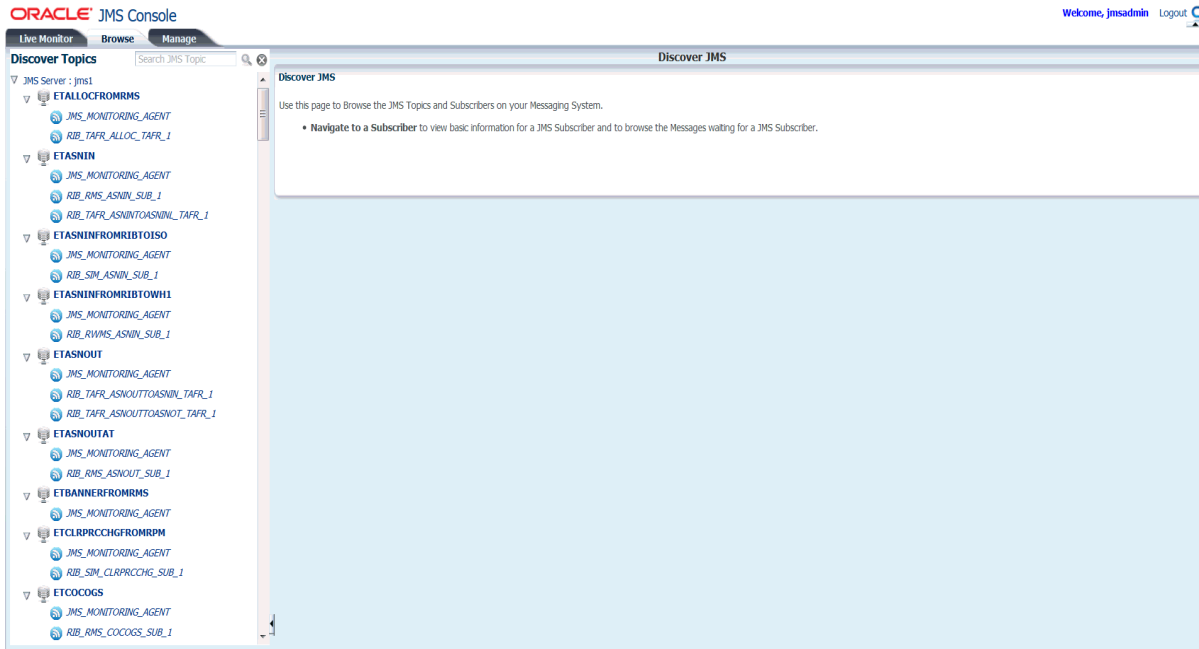 ORACLE JMS Console
Welcome, jmsadmin Logout
Live Monitor Browse Manage
Discover Topics Search JMS Topic
JMS Server : jms1
ETALLOCFROMRMS
JMS_MONITORING_AGENT
RIB_TAFR_ALLOC_TAFR_1
ETASNIN
JMS_MONITORING_AGENT
RIB_RMS_ASNIN_SUB_1
RIB_TAFR_ASNINTOASNINL_TAFR_1
ETASNINFROMRIBTOISO
JMS_MONITORING_AGENT
RIB_SIM_ASNIN_SUB_1
ETASNINFROMRIBTOWH1
JMS_MONITORING_AGENT
RIB_RWMS_ASNIN_SUB_1
ETASNOUT
JMS_MONITORING_AGENT
RIB_TAFR_ASNOUTTOASNIN_TAFR_1
RIB_TAFR_ASNOUTTOASNOT_TAFR_1
ETASNOUTAT
JMS_MONITORING_AGENT
RIB_RMS_ASNOUT_SUB_1
ETBANNERFROMRMS
JMS_MONITORING_AGENT
ETCLRPRCCHGFROMRPM
JMS_MONITORING_AGENT
RIB_SIM_CLRPRCCHG_SUB_1
ETCOCOGS
JMS_MONITORING_AGENT
RIB_RMS_COCOGS_SUB_1
Discover JMS
Discover JMS
Use this page to Browse the JMS Topics and Subscribers on your Messaging System.
• Navigate to a Subscriber to view basic information for a JMS Subscriber and to browse the Messages waiting for a JMS Subscriber.